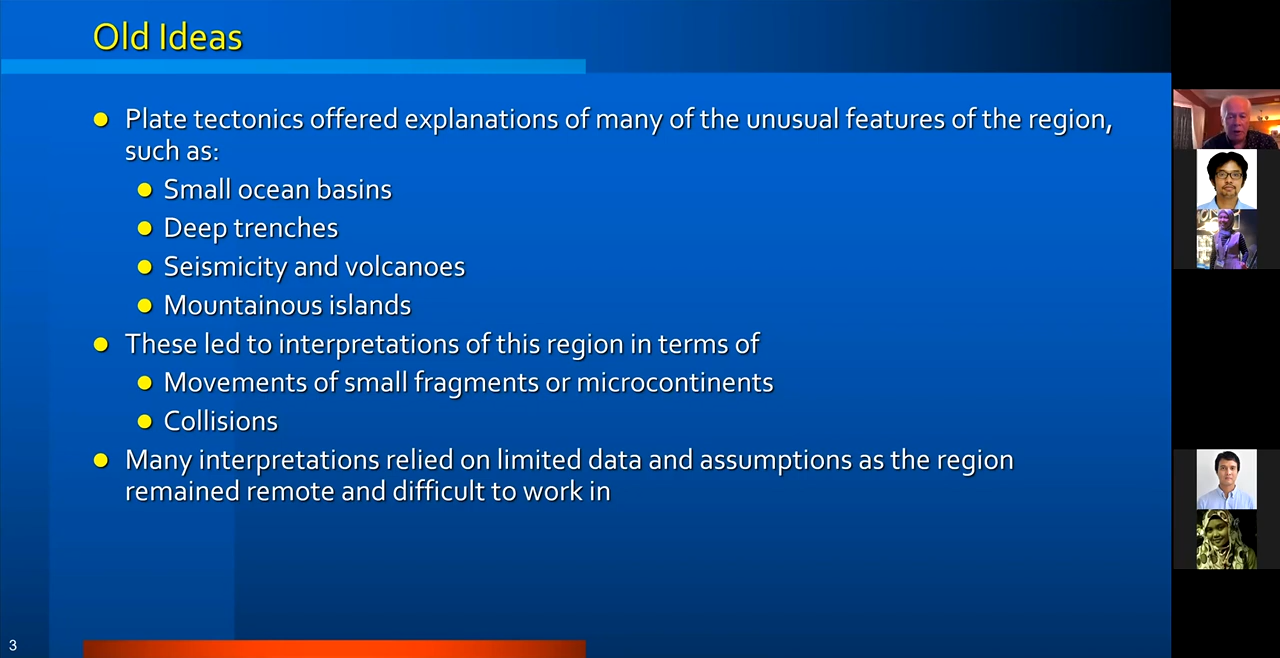 Old Ideas
Plate tectonics offered explanations of many of the unusual features of the region,
such as:
Small ocean basins
Deep trenches
Seismicity and volcanoes
Mountainous islands
These led to interpretations of this region in terms of
Movements of small fragments or microcontinents
Collisions
Many interpretations relied on limited data and assumptions as the region
remained remote and difficult to work in
3